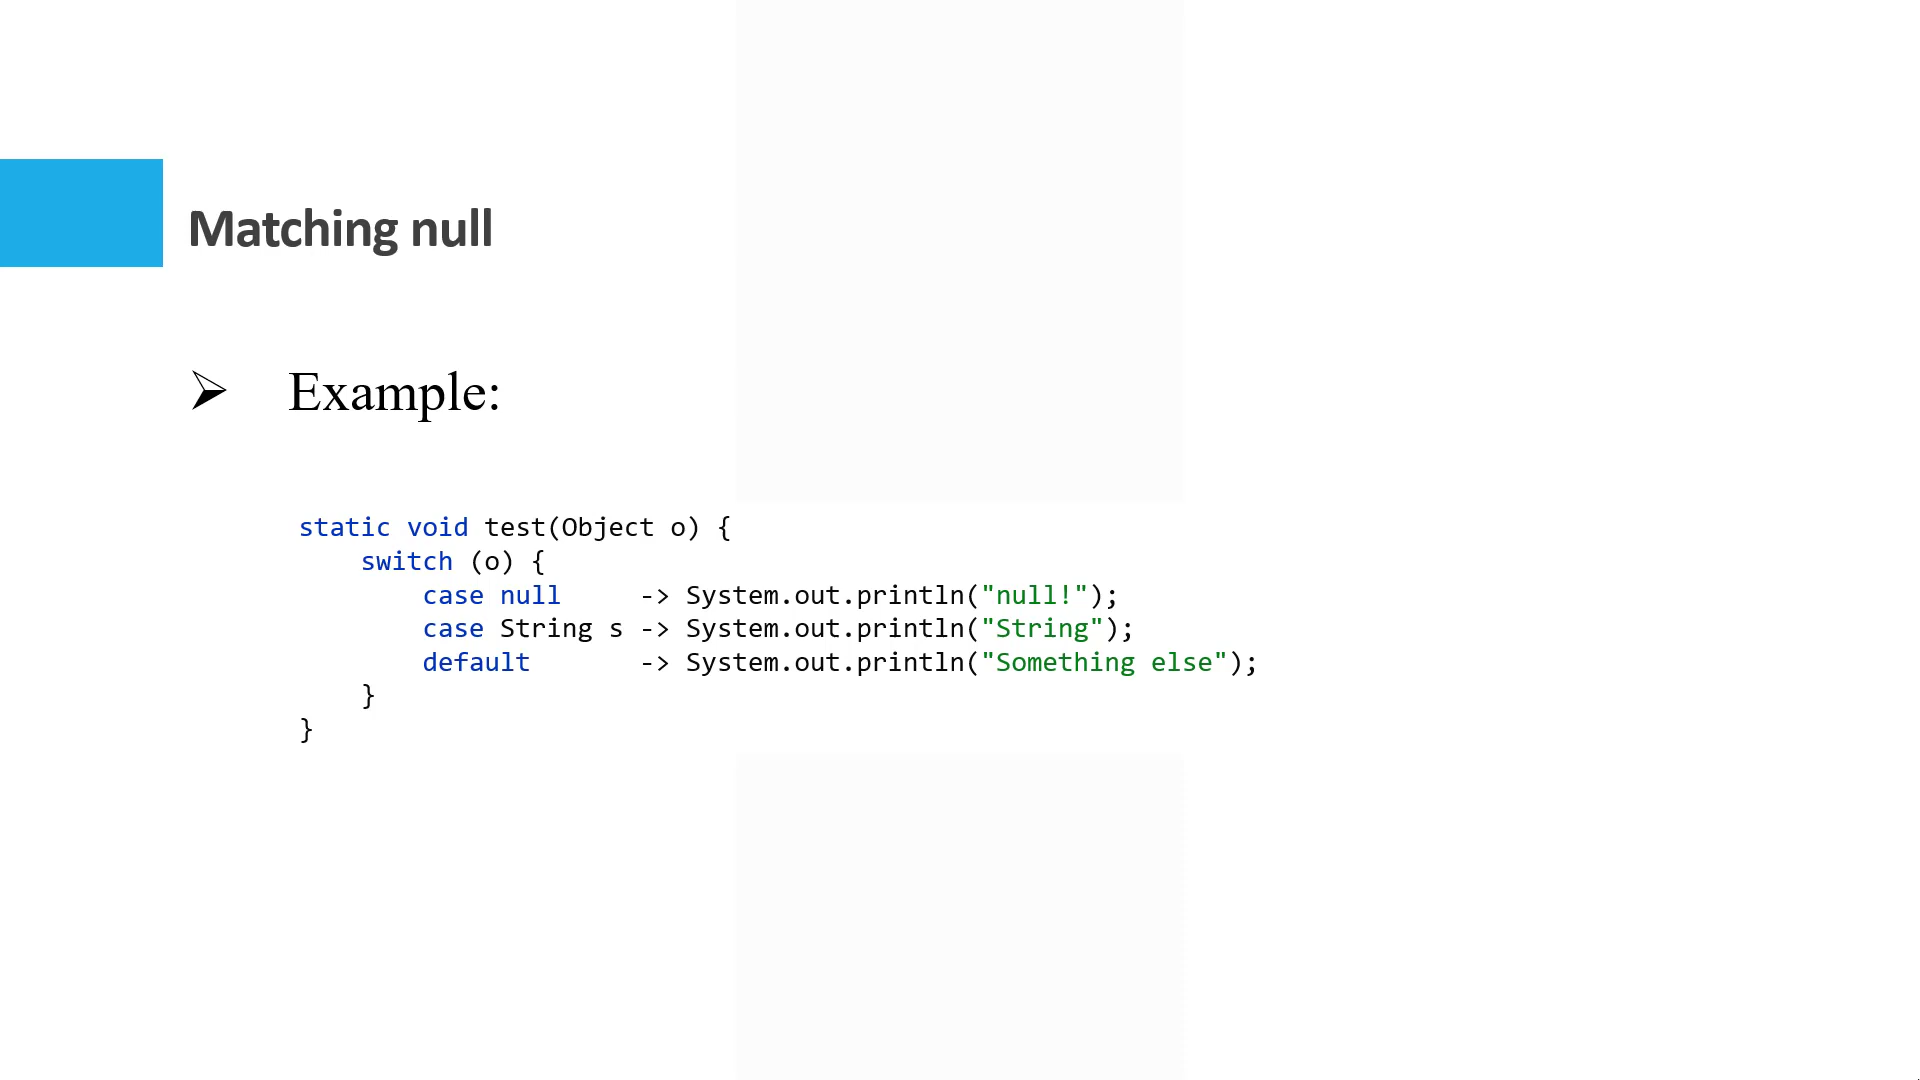 Matching null
➢ Example:
static void test(Object o) {
    switch (o) {
        case null     -> System.out.println("null!");
        case String s -> System.out.println("String");
        default       -> System.out.println("Something else");
    }
}